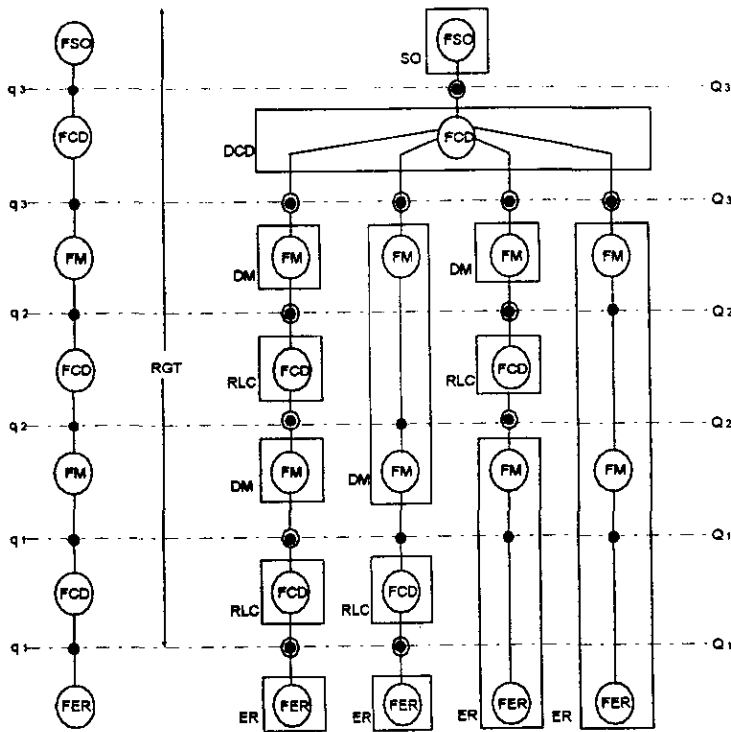 FSO FSO
SO
q3 Q3
FCD FCD
DCD
q3 Q3
FM FM FM FM FM
DM DM
q2 Q2
FCD RGT FCD FCD
RLC RLC
q2 Q2
FM FM FM FM FM
DM DM
q1 Q1
FCD FCD FCD
RLC RLC
q1 Q1
FER FER FER FER FER
ER ER ER ER